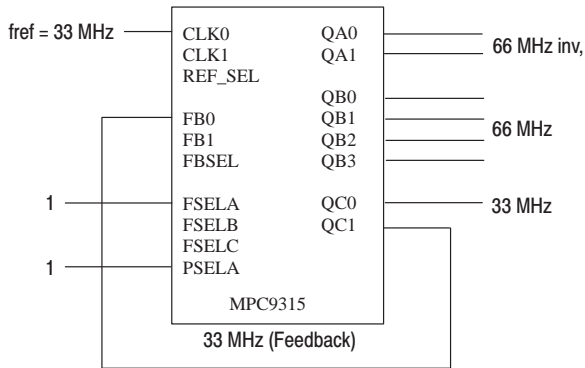 fref = 33 MHz
CLK0
CLK1
REF_SEL
FB0
FB1
FBSEL
1
FSELA
FSELB
FSELC
1
PSELA
QA0
QA1
66 MHz inv,
QB0
QB1
QB2
QB3
66 MHz
QC0
33 MHz
QC1
MPC9315
33 MHz (Feedback)